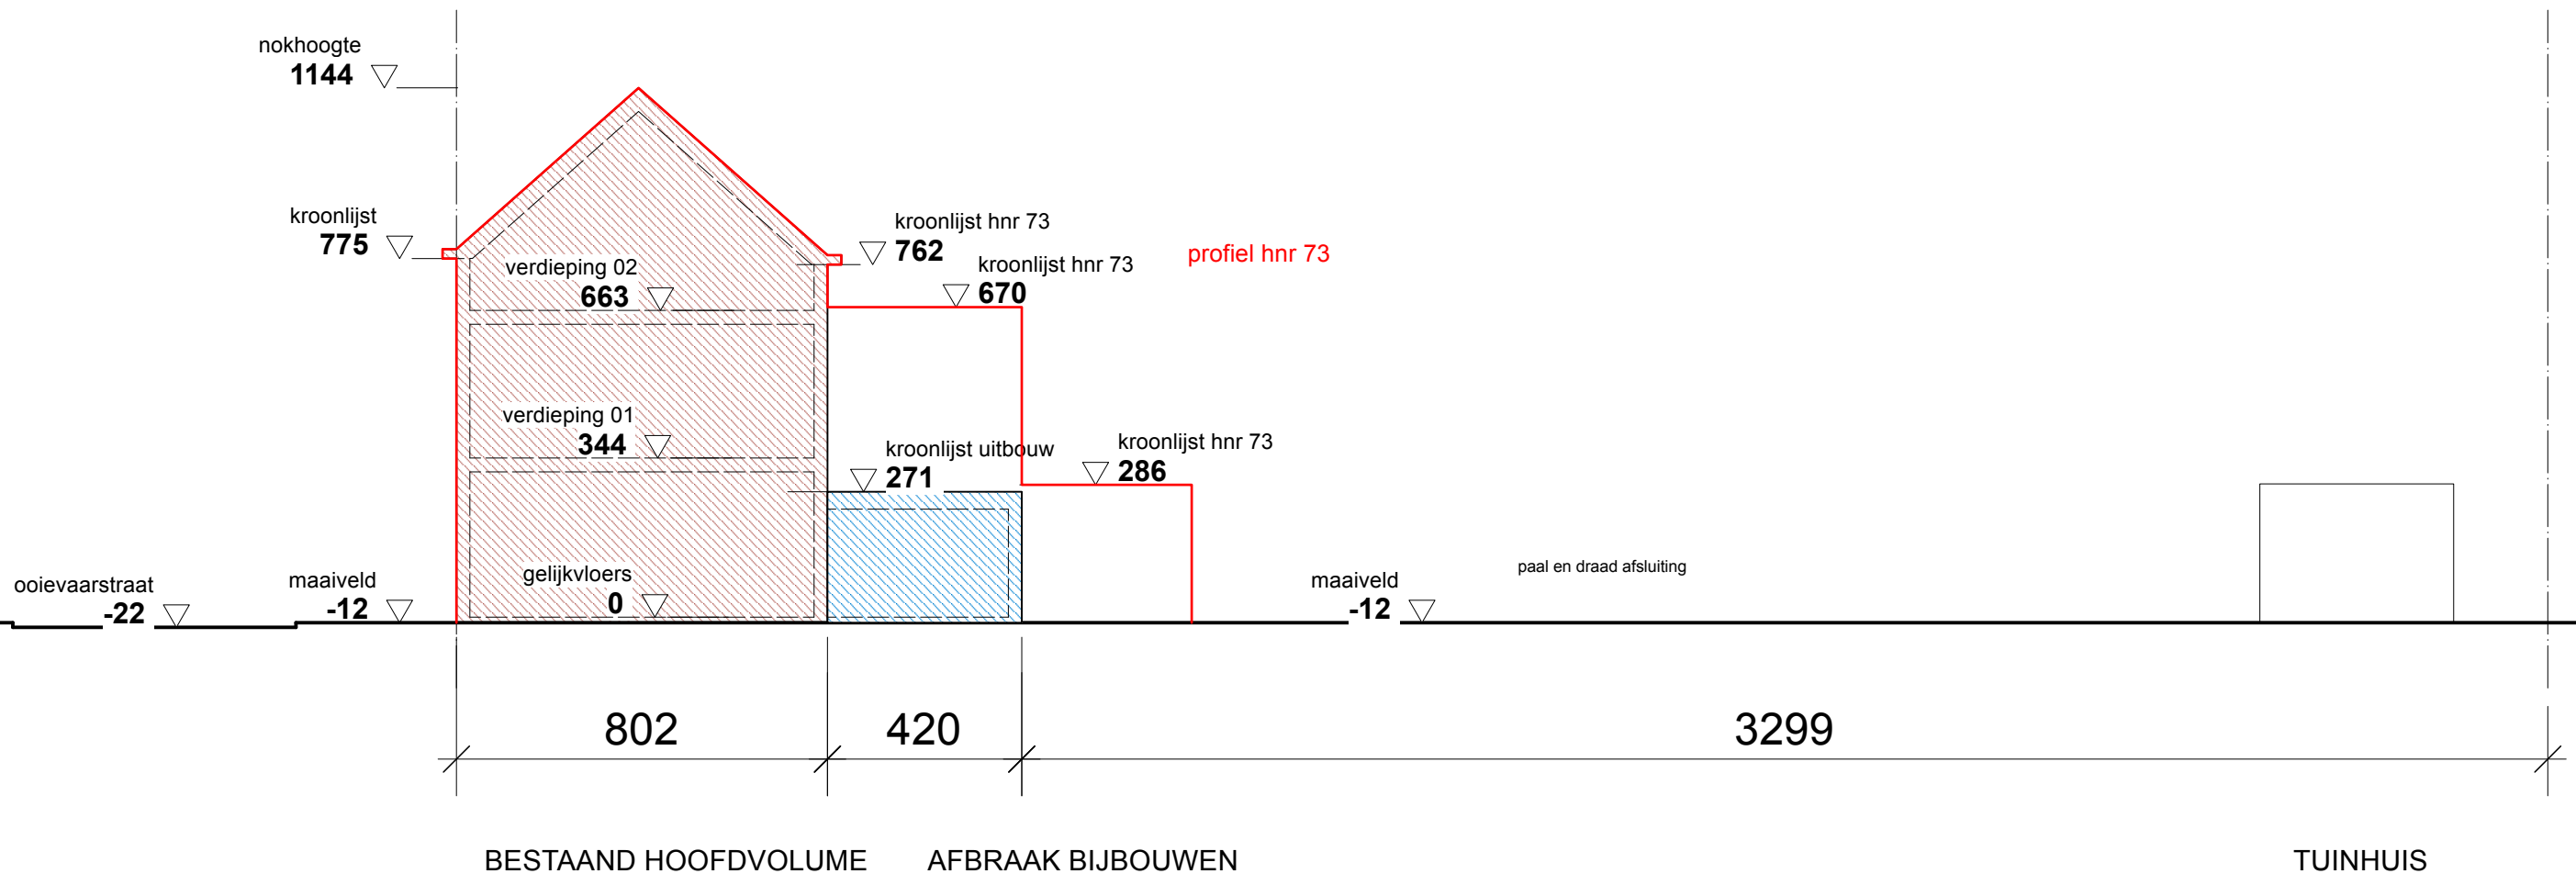 nokhoogte
1144
kroonlijst
775
kroonlijst hnr 73
762
profiel hnr 73
kroonlijst hnr 73
670
verdieping 02
663
verdieping 01
344
kroonlijst uitbouw
271
kroonlijst hnr 73
286
gelijkvloers
0
ooievaarstraat
-22
maaiveld
-12
maaiveld
-12
paal en draad afsluiting
802
420
3299
BESTAAND HOOFDVOLUME
AFBRAAK BIJBOUWEN
TUINHUIS